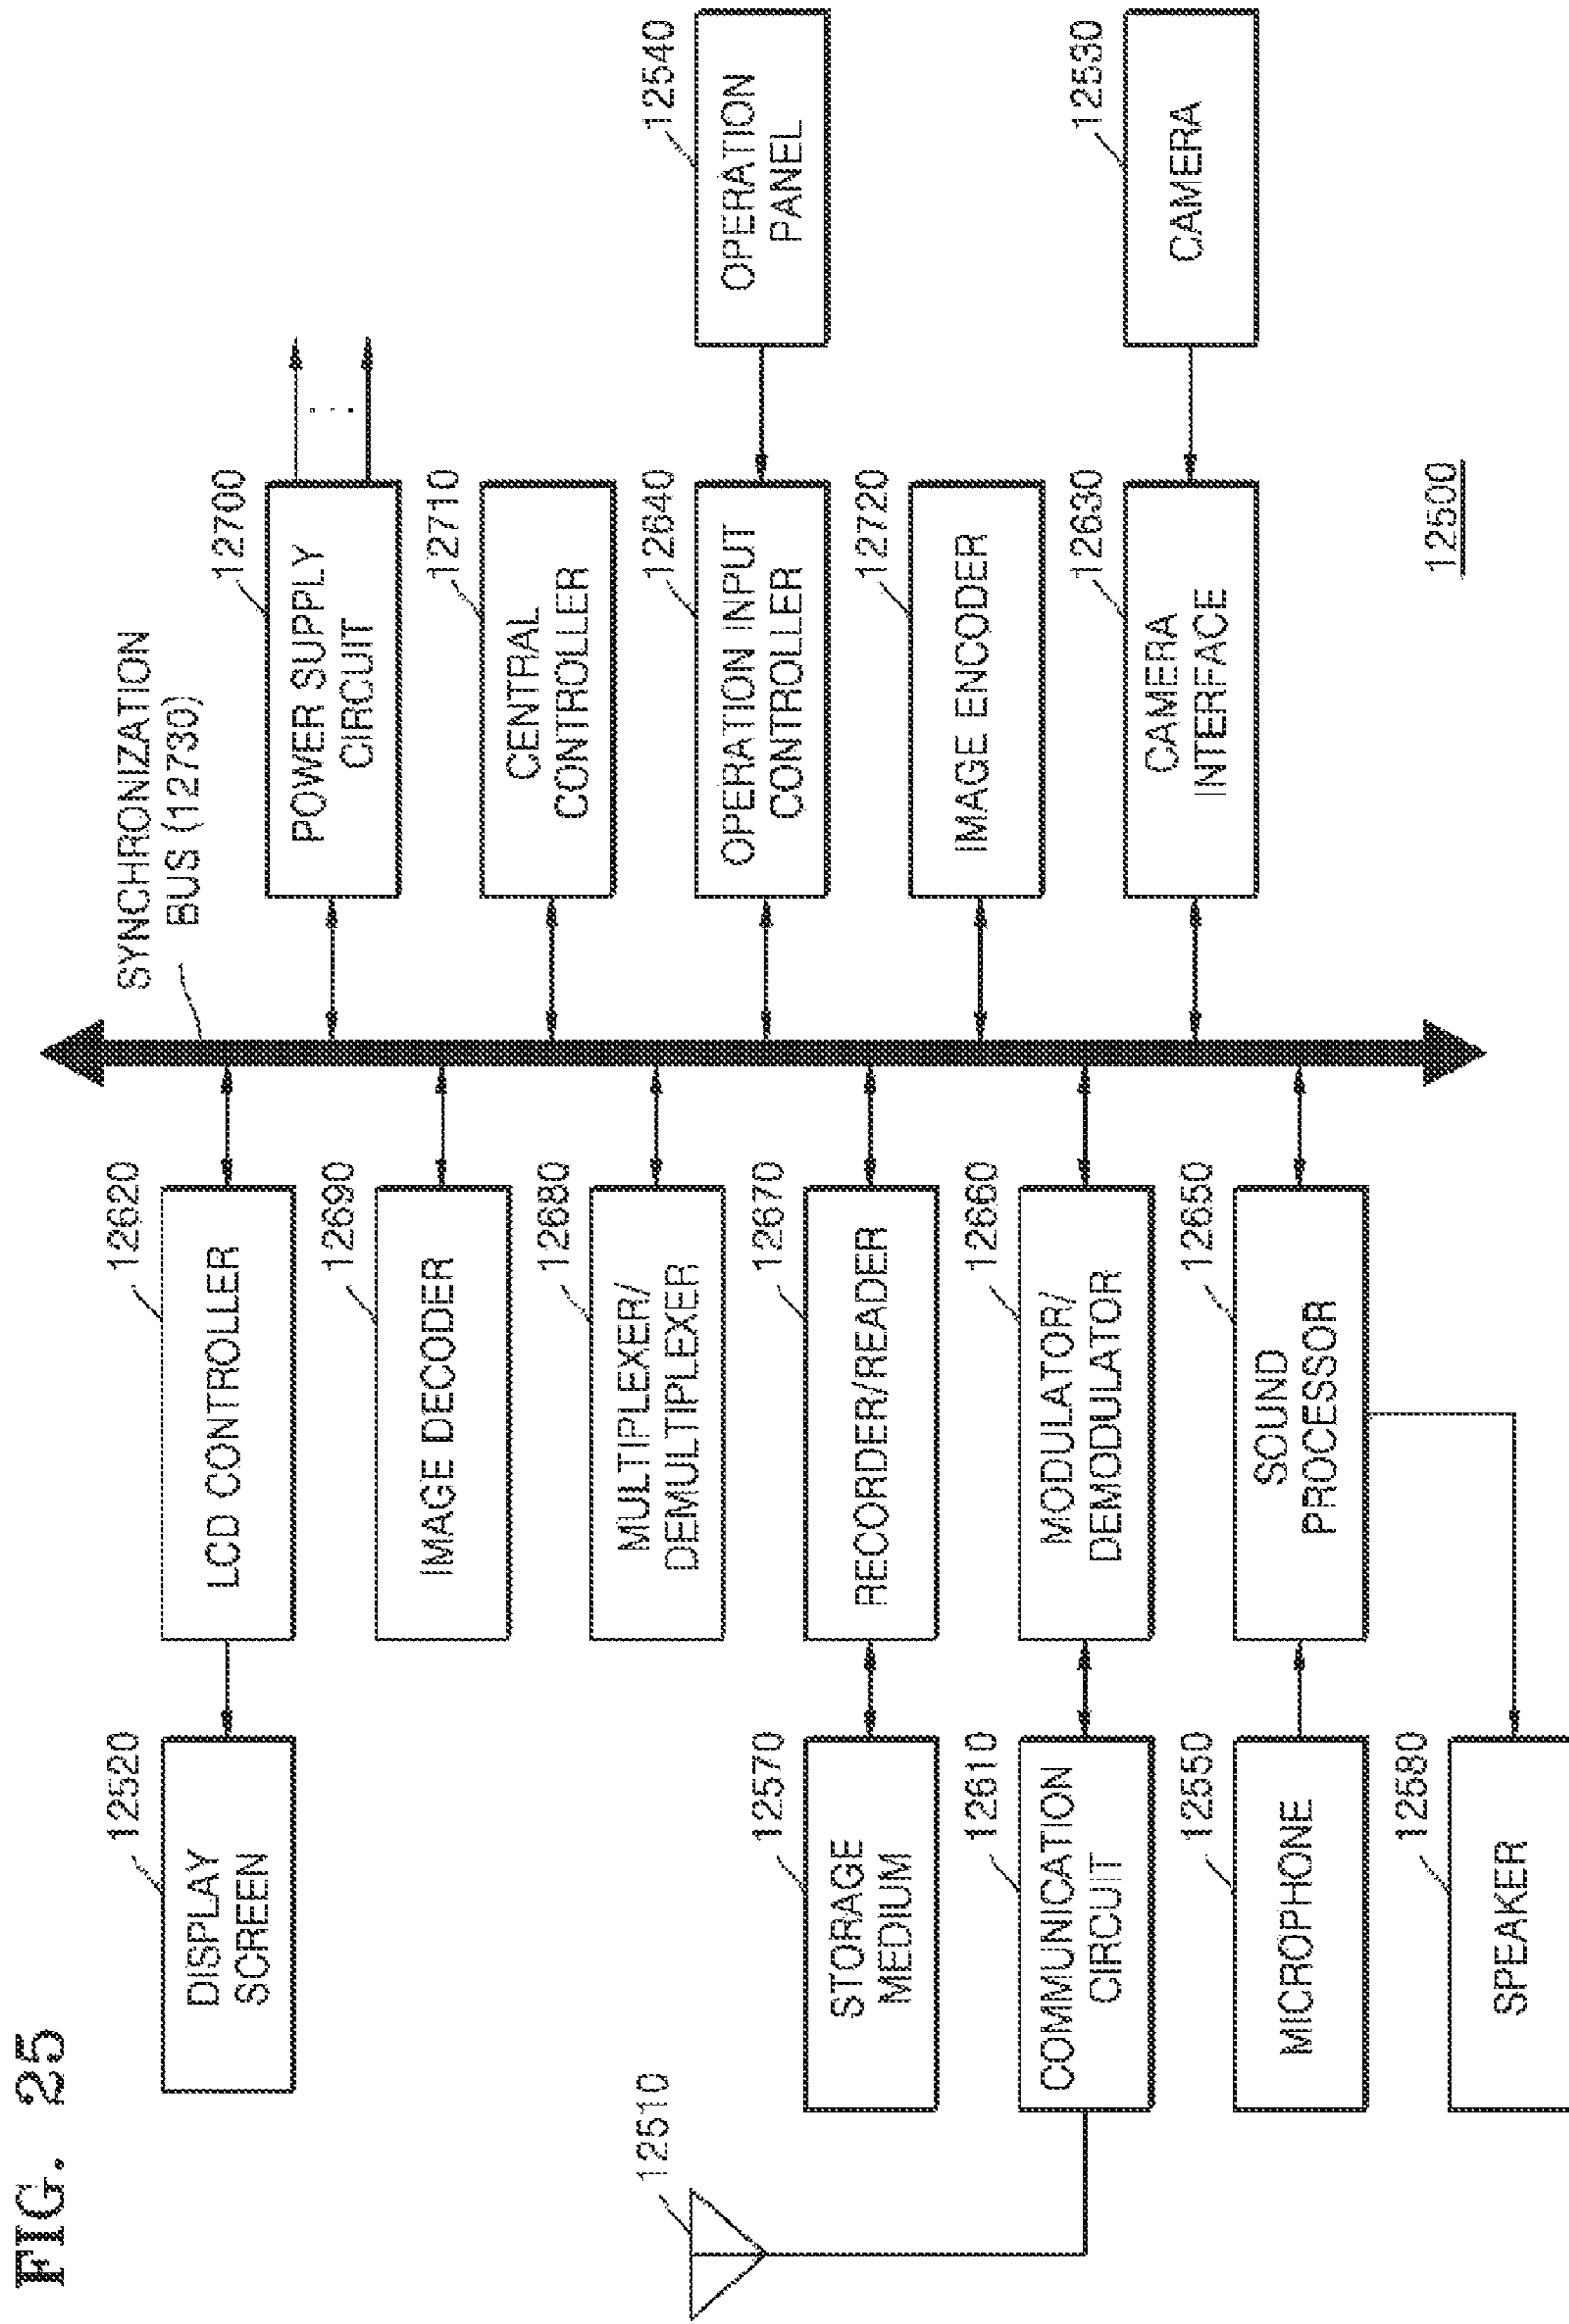 FIG. 25
SYNCHRONIZATION
BUS (12730)
12520
DISPLAY
SCREEN
12620
LCD CONTROLLER
12700
POWER SUPPLY
CIRCUIT
12690
IMAGE DECODER
12710
CENTRAL
CONTROLLER
12680
MULTIPLEXER/
DEMULTIPLEXER
12640
OPERATION INPUT
CONTROLLER
12540
OPERATION
PANEL
12510
12570
STORAGE
MEDIUM
12670
RECORDER/READER
12720
IMAGE ENCODER
12610
COMMUNICATION
CIRCUIT
12660
MODULATOR/
DEMODULATOR
12630
CAMERA
INTERFACE
12530
CAMERA
12550
MICROPHONE
12650
SOUND
PROCESSOR
12580
SPEAKER
12500